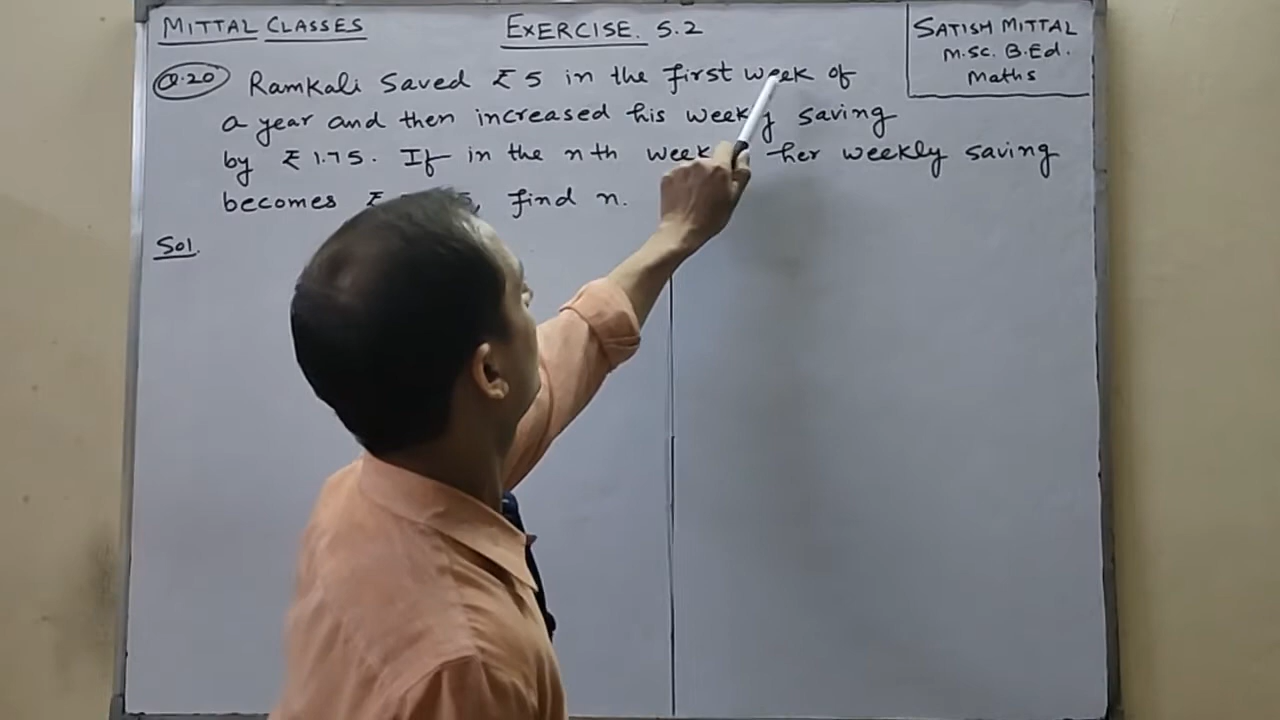 MITTAL CLASSES
EXERCISE. 5.2
SATISH MITTAL
M.Sc. B.Ed.
Maths
Q.20 Ramkali Saved ₹ 5 in the first week of
a year and then increased his weekly saving
by ₹ 1.75. If in the nth week her weekly saving
becomes ₹ find n.
Sol.